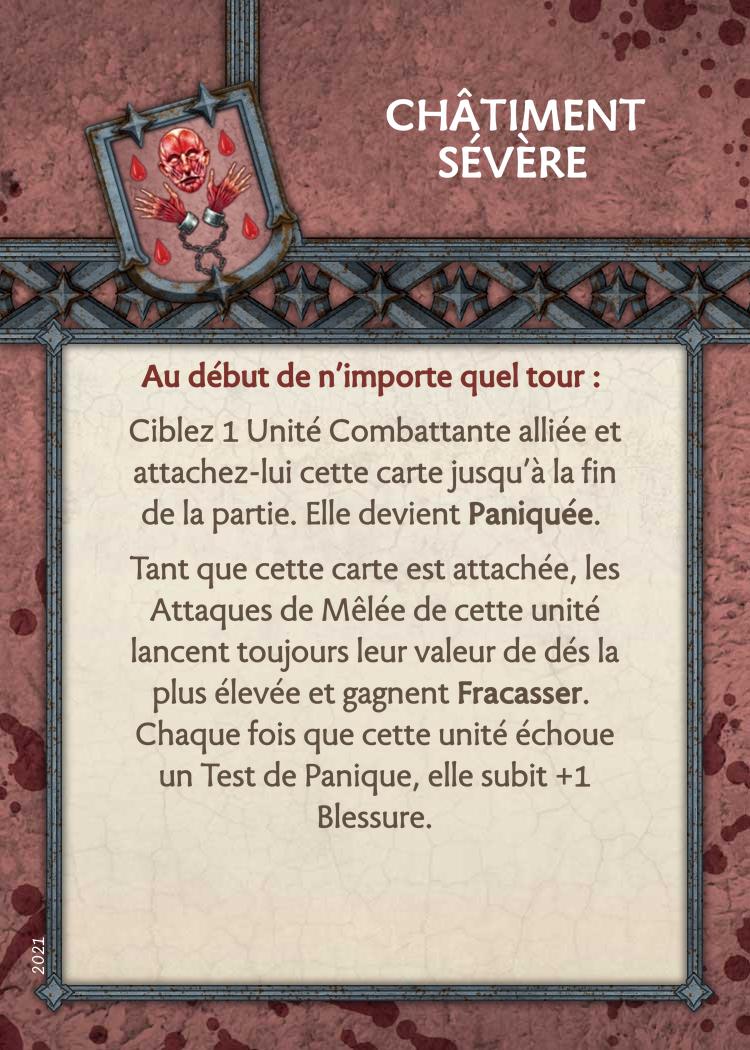 CHÂTIMENT
SÉVÈRE
Au début de n’importe quel tour :
Ciblez 1 Unité Combattante alliée et
attachez-lui cette carte jusqu’à la fin
de la partie. Elle devient Paniquée.
Tant que cette carte est attachée, les
Attaques de Mêlée de cette unité
lancent toujours leur valeur de dés la
plus élevée et gagnent Fracasser.
Chaque fois que cette unité échoue
un Test de Panique, elle subit +1
Blessure.
2021